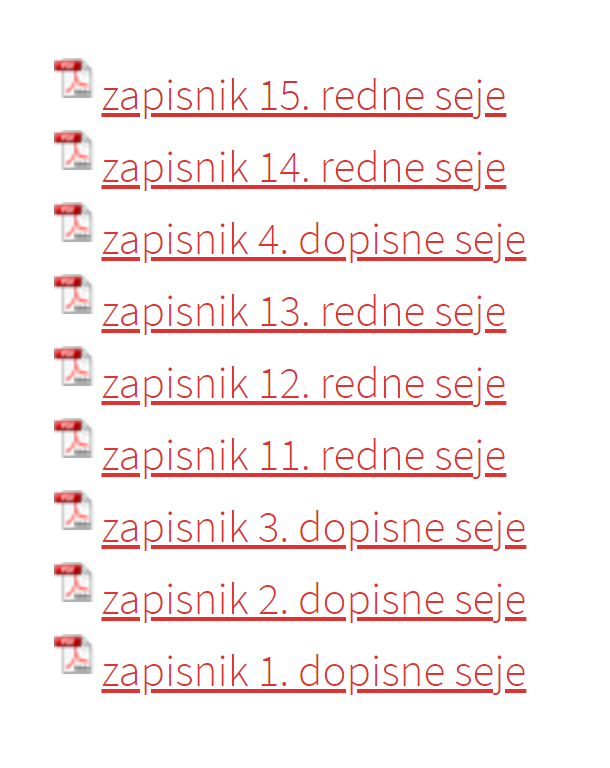 zapisnik 15. redne seje
zapisnik 14. redne seje
zapisnik 4. dopisne seje
zapisnik 13. redne seje
zapisnik 12. redne seje
zapisnik 11. redne seje
zapisnik 3. dopisne seje
zapisnik 2. dopisne seje
zapisnik 1. dopisne seje